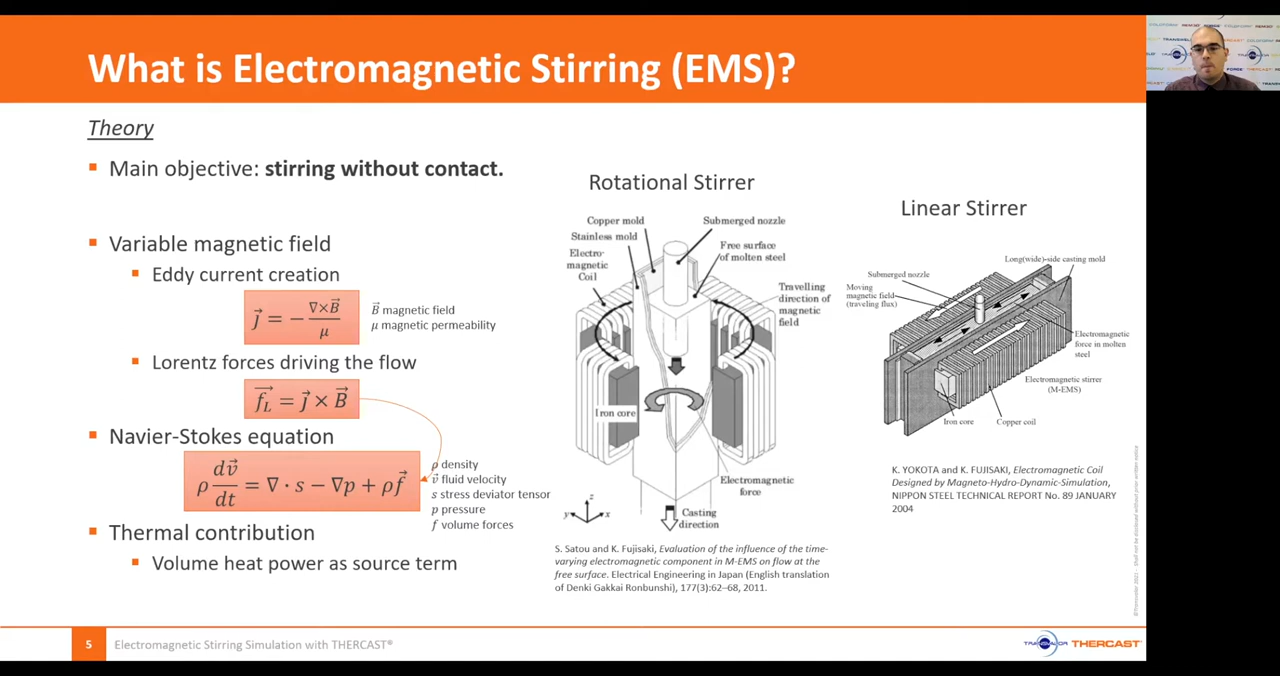 What is Electromagnetic Stirring (EMS)?
Theory
Main objective: stirring without contact.
Variable magnetic field
Eddy current creation
j⃗ = − ∇×B⃗ / μ
B⃗ magnetic field
μ magnetic permeability
Lorentz forces driving the flow
f_L⃗ = j⃗ × B⃗
Navier-Stokes equation
ρ dv⃗/dt = ∇ · s − ∇p + ρf⃗
ρ density
v⃗ fluid velocity
s stress deviator tensor
p pressure
f volume forces
Thermal contribution
Volume heat power as source term
Rotational Stirrer
Copper mold
Submerged nozzle
Stainless mold
Electro-
magnetic
Coil
Free surface
of molten steel
Travelling
direction of
magnetic
field
Iron core
Electromagnetic
force
z
y
x
Casting
direction
S. Satou and K. Fujisaki, Evaluation of the influence of the time-
varying electromagnetic component in M-EMS on flow at the
free surface. Electrical Engineering in Japan (English translation
of Denki Gakkai Ronbunshi), 177(3):62–68, 2011.
Linear Stirrer
Long(wide)-side casting mold
Submerged nozzle
Moving
magnetic field
(traveling flux)
Electromagnetic
force in molten
steel
Electromagnetic stirrer
(M-EMS)
Iron core
Copper coil
K. YOKOTA and K. FUJISAKI, Electromagnetic Coil
Designed by Magneto-Hydro-Dynamic-Simulation,
NIPPON STEEL TECHNICAL REPORT No. 89 JANUARY
2004
5
Electromagnetic Stirring Simulation with THERCAST®
TRANSVALOR THERCAST®